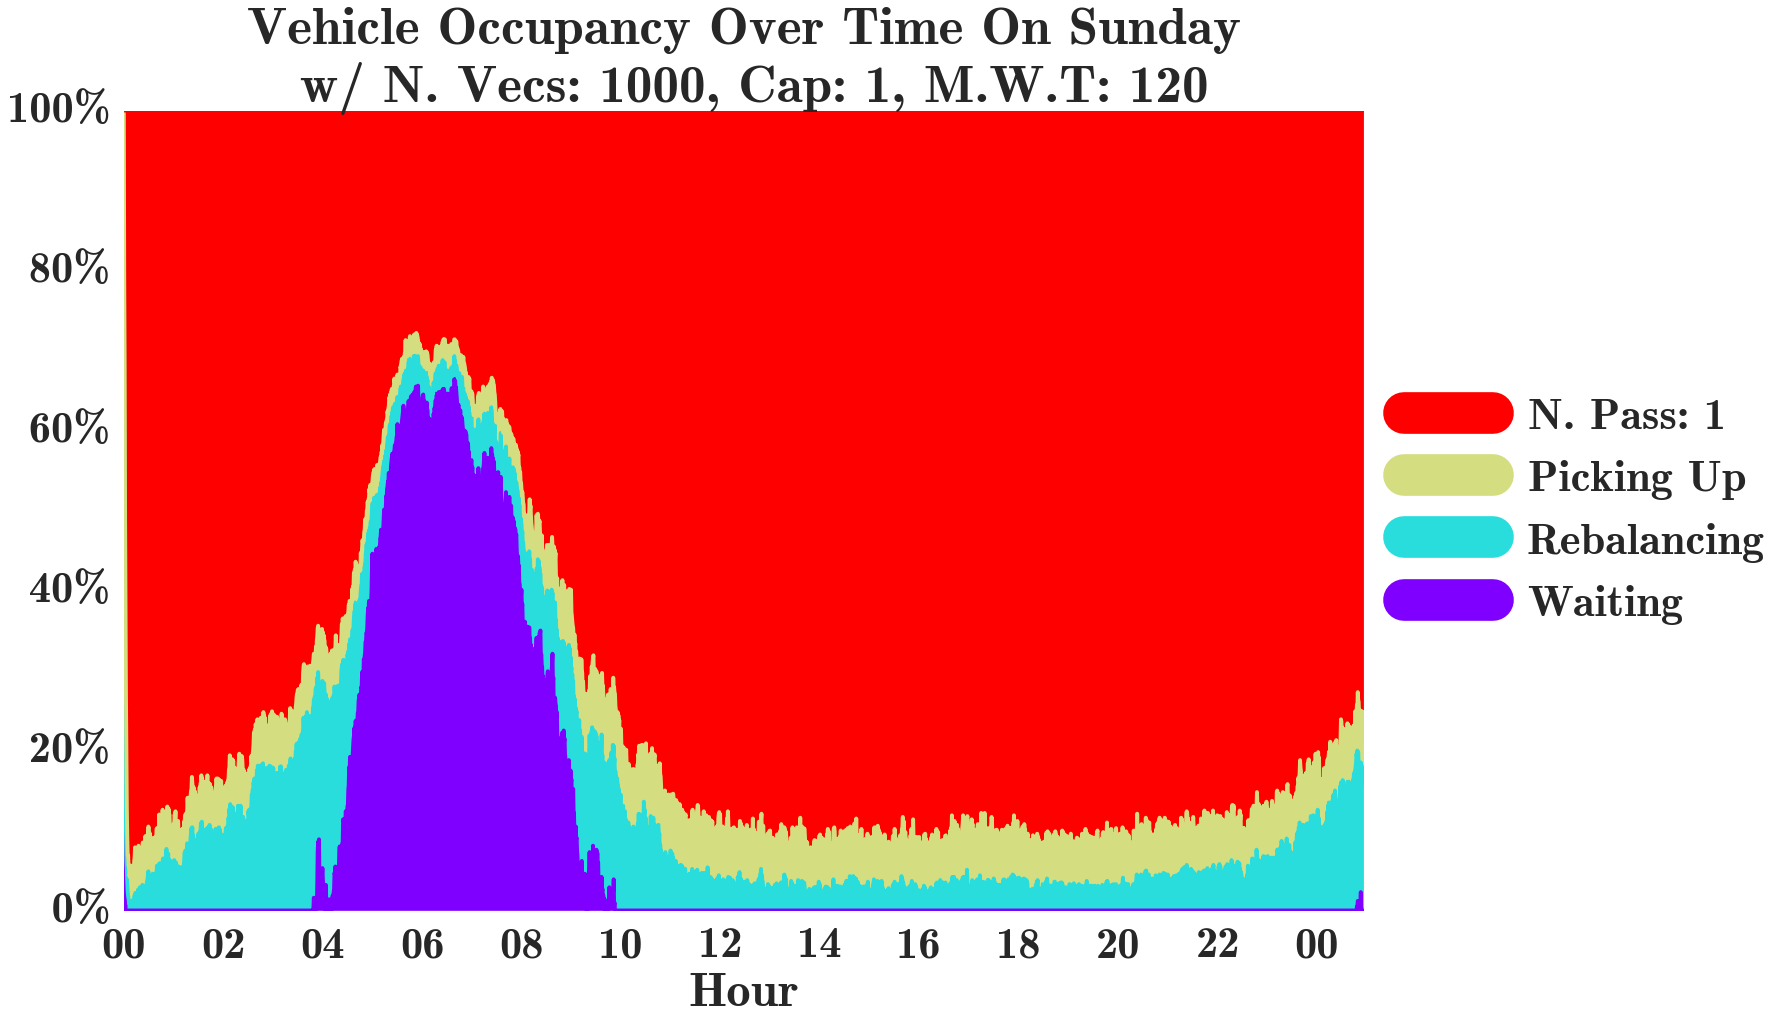 Vehicle Occupancy Over Time On Sunday
w/ N. Vecs: 1000, Cap: 1, M.W.T: 120
100%
80%
60%
40%
20%
0%
00 02 04 06 08 10 12 14 16 18 20 22 00
Hour
N. Pass: 1
Picking Up
Rebalancing
Waiting